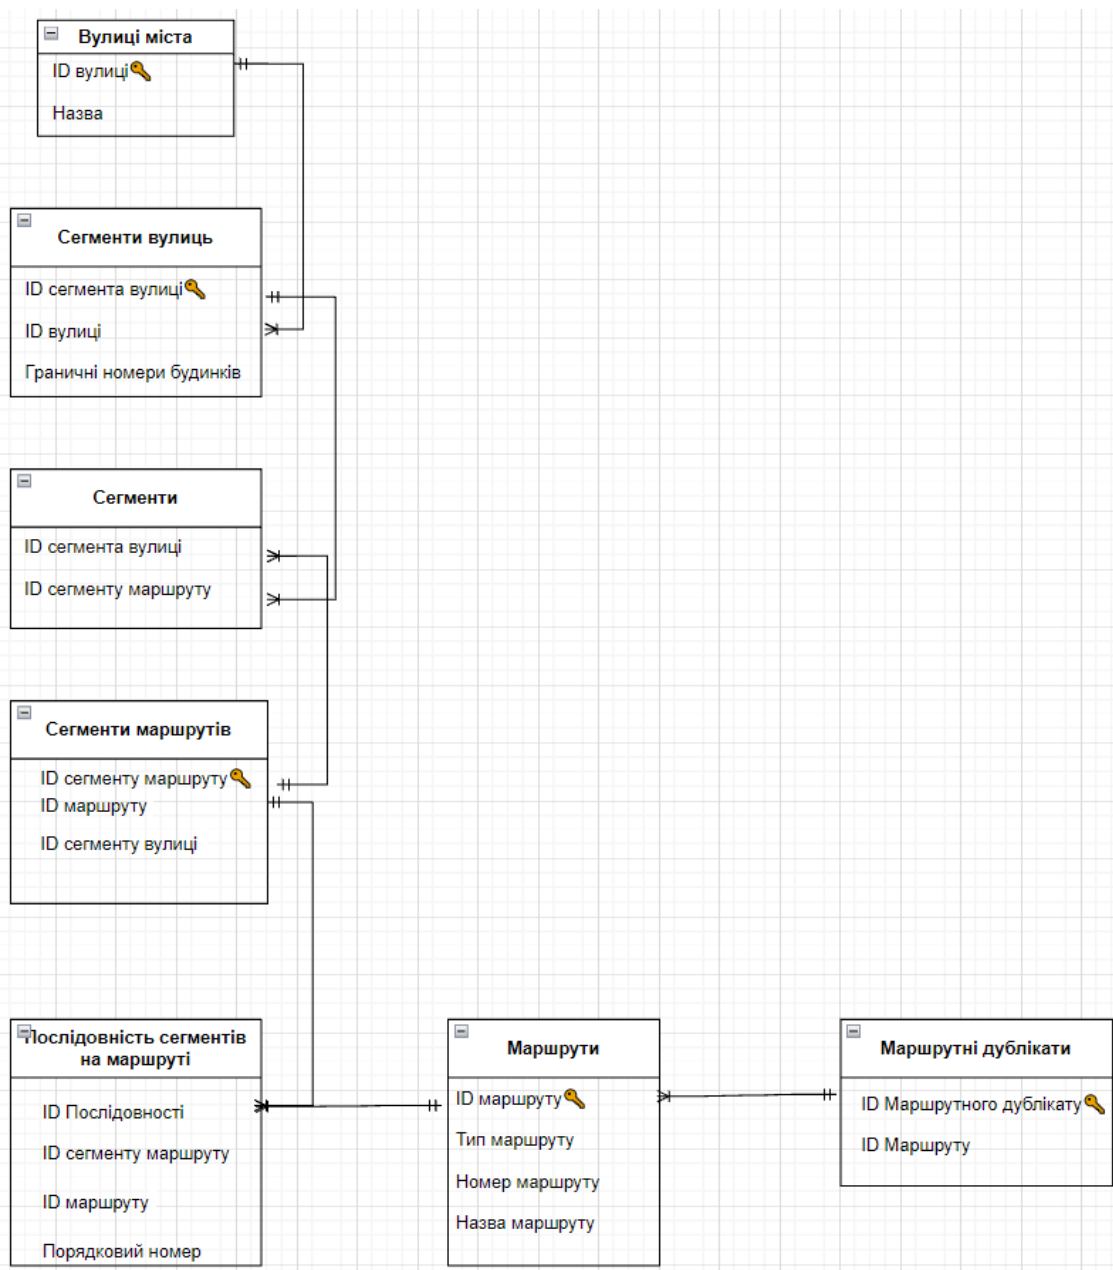 Вулиці міста
ID вулиці
Назва
Сегменти вулиць
ID сегмента вулиці
ID вулиці
Граничні номери будинків
Сегменти
ID сегмента вулиці
ID сегменту маршруту
Сегменти маршрутів
ID сегменту маршруту
ID маршруту
ID сегменту вулиці
Послідовність сегментів
на маршруті
ID Послідовності
ID сегменту маршруту
ID маршруту
Порядковий номер
Маршрути
ID маршруту
Тип маршруту
Номер маршруту
Назва маршруту
Маршрутні дублікати
ID Маршрутного дублікату
ID Маршруту